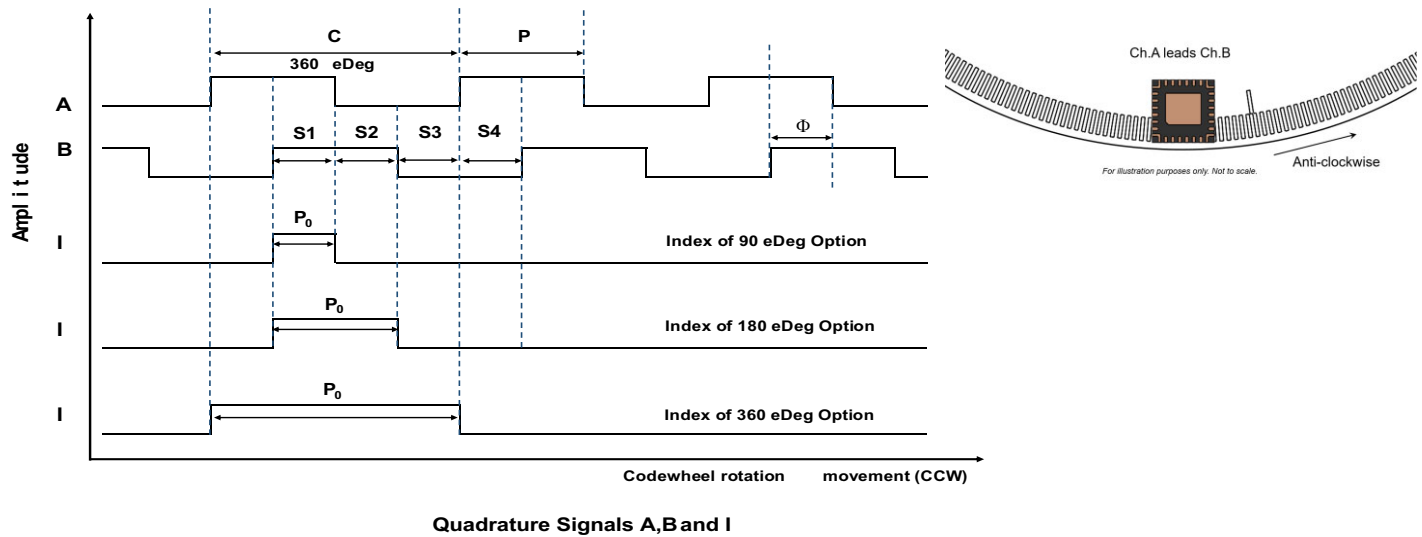 C
P
360 eDeg
A
S1
S2
S3
S4
Φ
B
Amplitude
P0
I
Index of 90 eDeg Option
P0
I
Index of 180 eDeg Option
P0
I
Index of 360 eDeg Option
Codewheel rotation movement (CCW)
Quadrature Signals A,B and I
Ch.A leads Ch.B
Anti-clockwise
For illustration purposes only. Not to scale.